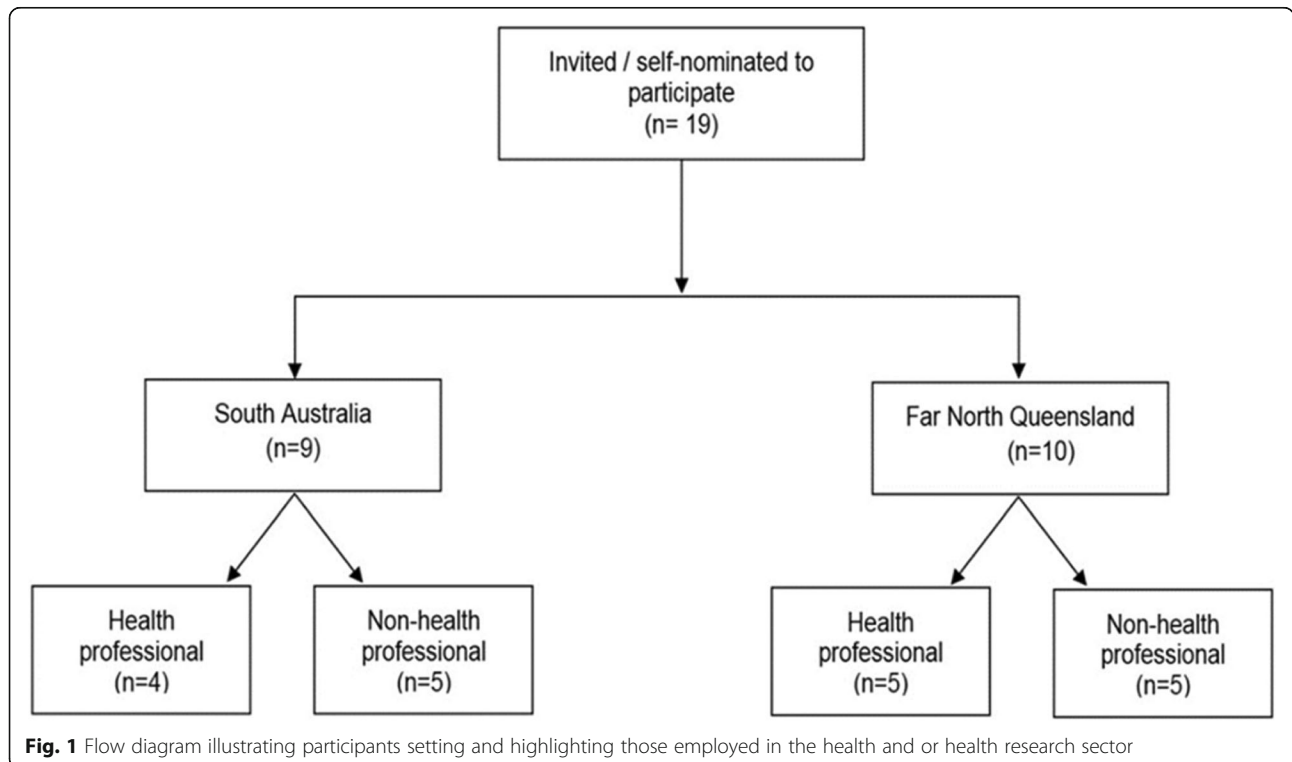 Invited / self-nominated to
participate
(n= 19)
South Australia
(n=9)
Far North Queensland
(n=10)
Health
professional
(n=4)
Non-health
professional
(n=5)
Health
professional
(n=5)
Non-health
professional
(n=5)
Fig. 1 Flow diagram illustrating participants setting and highlighting those employed in the health and or health research sector